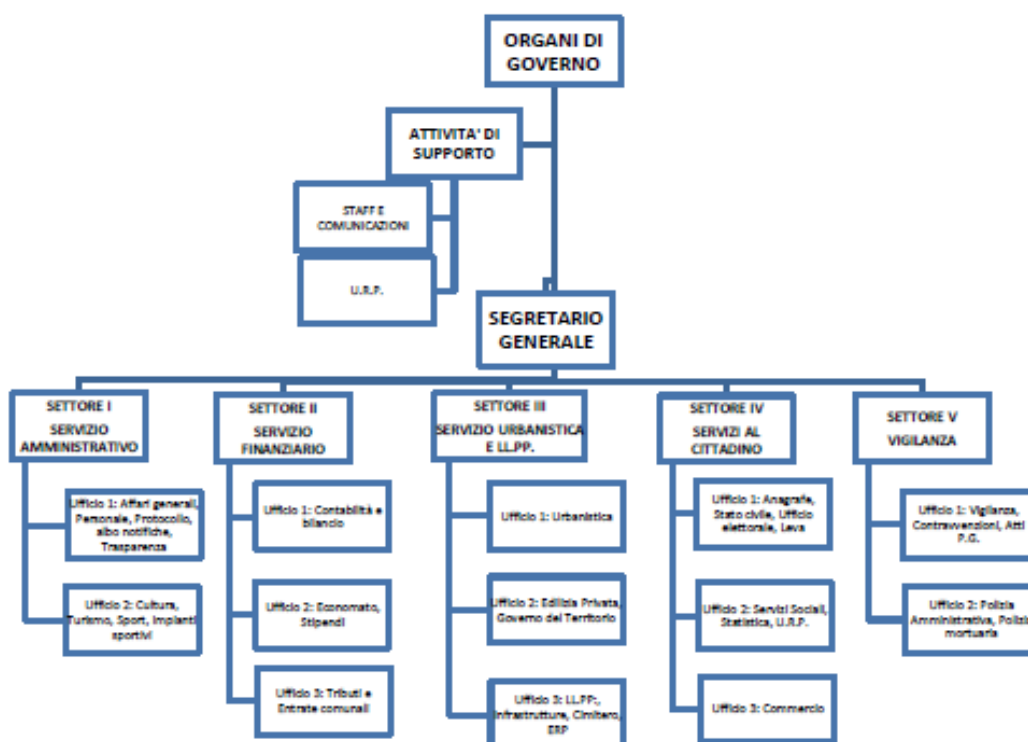 ORGANI DI
GOVERNO
ATTIVITA' DI
SUPPORTO
STAFF E
COMUNICAZIONI
U.R.P.
SEGRETARIO
GENERALE
SETTORE I
SERVIZIO
AMMINISTRATIVO
Ufficio 1: Affari generali,
Personale, Protocollo,
albo notifiche,
Trasparenza
Ufficio 2: Cultura,
Turismo, Sport, Impianti
sportivi
SETTORE II
SERVIZIO
FINANZIARIO
Ufficio 1: Contabilità e
bilancio
Ufficio 2: Economato,
Stipendi
Ufficio 3: Tributi e
Entrate comunali
SETTORE III
SERVIZIO URBANISTICA
E LL.PP.
Ufficio 1: Urbanistica
Ufficio 2: Edilizia Privata,
Governo del Territorio
Ufficio 3: LL.PP:,
Infrastrutture, Cimitero,
ERP
SETTORE IV
SERVIZI AL
CITTADINO
Ufficio 1: Anagrafe,
Stato civile, Ufficio
elettorale, Leva
Ufficio 2: Servizi Sociali,
Statistica, U.R.P.
Ufficio 3: Commercio
SETTORE V
VIGILANZA
Ufficio 1: Vigilanza,
Contravvenzioni, Atti
P.G.
Ufficio 2: Polizia
Amministrativa, Polizia
mortuaria